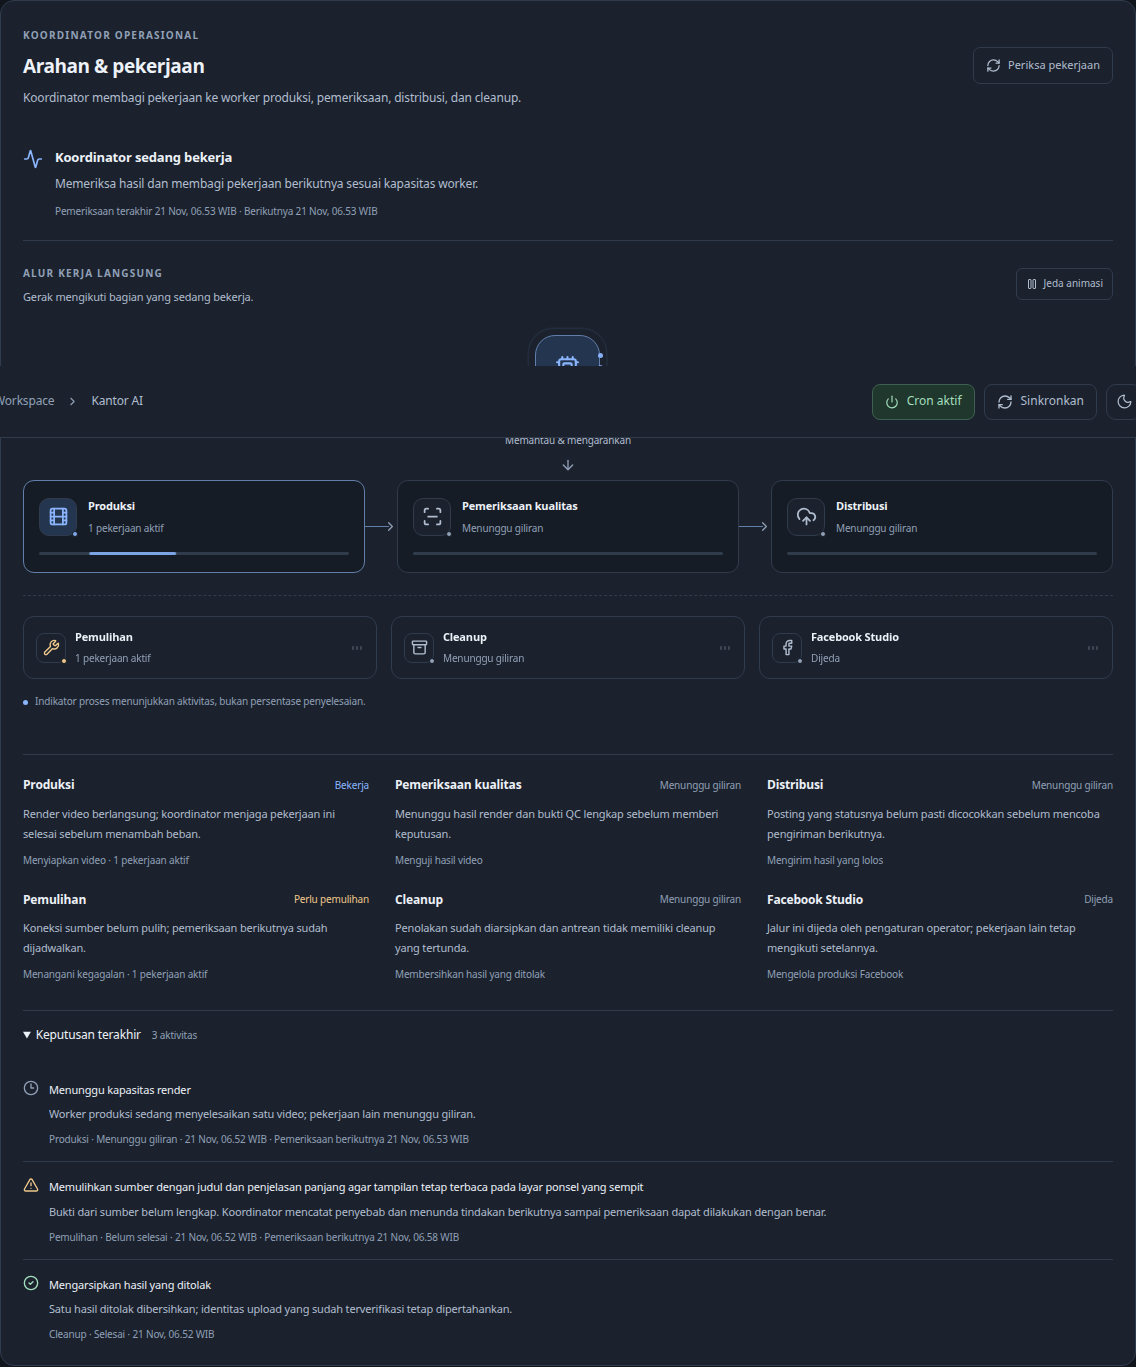 KOORDINATOR OPERASIONAL
Arahan & pekerjaan
Periksa pekerjaan
Koordinator membagi pekerjaan ke worker produksi, pemeriksaan, distribusi, dan cleanup.
Koordinator sedang bekerja
Memeriksa hasil dan membagi pekerjaan berikutnya sesuai kapasitas worker.
Pemeriksaan terakhir 21 Nov, 06.53 WIB · Berikutnya 21 Nov, 06.53 WIB
ALUR KERJA LANGSUNG
Jeda animasi
Gerak mengikuti bagian yang sedang bekerja.
Workspace > Kantor AI
Cron aktif
Sinkronkan
Memantau & mengarahkan
Produksi
1 pekerjaan aktif
Pemeriksaan kualitas
Menunggu giliran
Distribusi
Menunggu giliran
Pemulihan
1 pekerjaan aktif
Cleanup
Menunggu giliran
Facebook Studio
Dijeda
Indikator proses menunjukkan aktivitas, bukan persentase penyelesaian.
Produksi
Bekerja
Render video berlangsung; koordinator menjaga pekerjaan ini
selesai sebelum menambah beban.
Menyiapkan video · 1 pekerjaan aktif
Pemeriksaan kualitas
Menunggu giliran
Menunggu hasil render dan bukti QC lengkap sebelum memberi
keputusan.
Menguji hasil video
Distribusi
Menunggu giliran
Posting yang statusnya belum pasti dicocokkan sebelum mencoba
pengiriman berikutnya.
Mengirim hasil yang lolos
Pemulihan
Perlu pemulihan
Koneksi sumber belum pulih; pemeriksaan berikutnya sudah
dijadwalkan.
Menangani kegagalan · 1 pekerjaan aktif
Cleanup
Menunggu giliran
Penolakan sudah diarsipkan dan antrean tidak memiliki cleanup
yang tertunda.
Membersihkan hasil yang ditolak
Facebook Studio
Dijeda
Jalur ini dijeda oleh pengaturan operator; pekerjaan lain tetap
mengikuti setelannya.
Mengelola produksi Facebook
Keputusan terakhir 3 aktivitas
Menunggu kapasitas render
Worker produksi sedang menyelesaikan satu video; pekerjaan lain menunggu giliran.
Produksi · Menunggu giliran · 21 Nov, 06.52 WIB · Pemeriksaan berikutnya 21 Nov, 06.53 WIB
Memulihkan sumber dengan judul dan penjelasan panjang agar tampilan tetap terbaca pada layar ponsel yang sempit
Bukti dari sumber belum lengkap. Koordinator mencatat penyebab dan menunda tindakan berikutnya sampai pemeriksaan dapat dilakukan dengan benar.
Pemulihan · Belum selesai · 21 Nov, 06.52 WIB · Pemeriksaan berikutnya 21 Nov, 06.58 WIB
Mengarsipkan hasil yang ditolak
Satu hasil ditolak dibersihkan; identitas upload yang sudah terverifikasi tetap dipertahankan.
Cleanup · Selesai · 21 Nov, 06.52 WIB